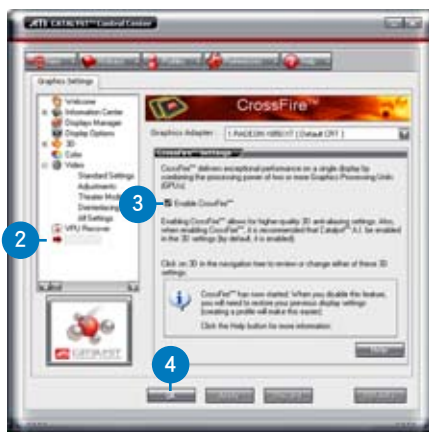 ATI CATALYST™ Control Center
Graphics Settings
Welcome
Information Center
Displays Manager
Display Options
3D
Color
Video
Standard Settings
Adjustments
Theater Mode
Deinterlacing
All Settings
VPU Recover
2
CATALYST
CrossFire™
Graphics Adapter
CrossFire™ Settings
CrossFire™ delivers exceptional performance on a single display by
combining the processing power of two or more Graphics Processing Units
(GPUs).
3
Enable CrossFire™
Enabling CrossFire™ allows for higher-quality 3D anti-aliasing settings. Also,
when enabling CrossFire™, it is recommended that Catalyst™ A.I. be enabled
in the 3D settings (by default, it is enabled).
Click on 3D in the navigation tree to review or change either of these 3D
settings.
CrossFire™ has now started. When you disable this feature,
you will need to restore your previous display settings
(creating a profile will make this easier).
Click the Help button for more information.
4